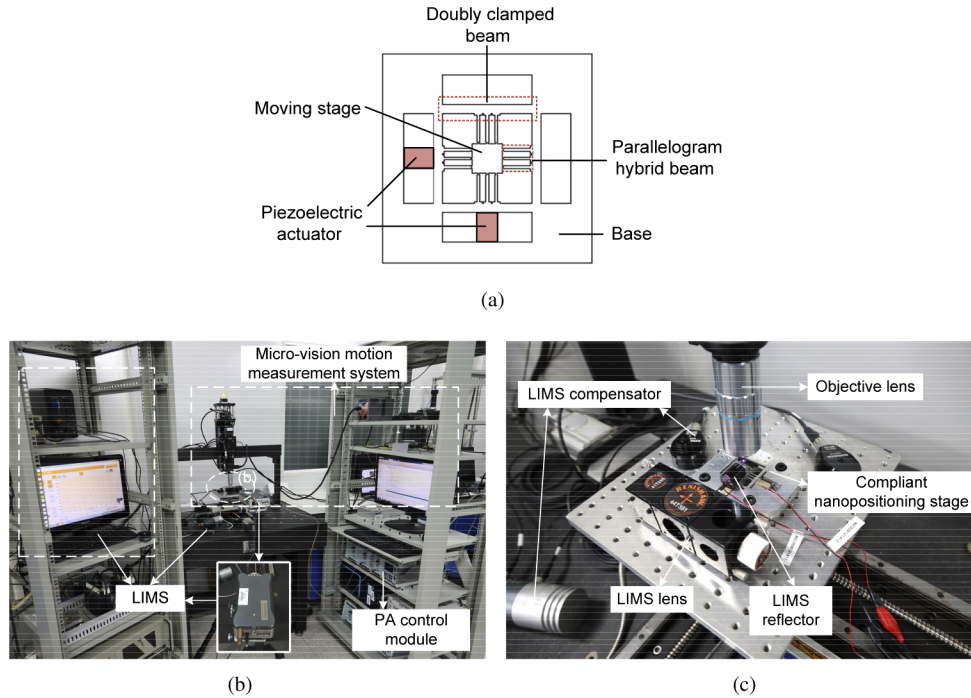 Doubly clamped
beam
Moving stage
Parallelogram
hybrid beam
Piezoelectric
actuator
Base
(a)
Micro-vision motion
measurement system
(b)
LIMS
PA control
module
(b)
LIMS compensator
Objective lens
RENISHAW
Compliant
nanopositioning stage
LIMS lens
LIMS
reflector
(c)